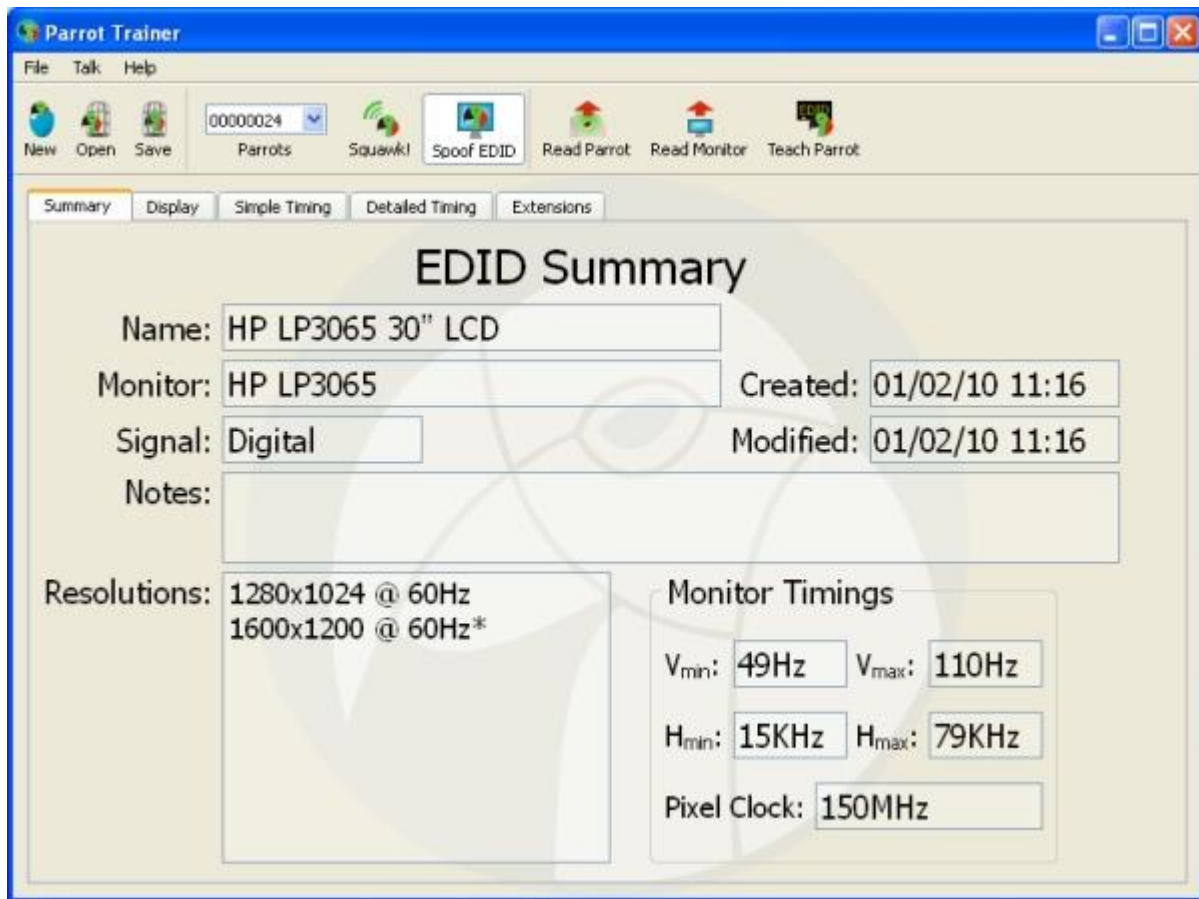 Parrot Trainer
File Talk Help
00000024
New Open Save Parrots Squawk! Spoof EDID Read Parrot Read Monitor Teach Parrot
Summary Display Simple Timing Detailed Timing Extensions
EDID Summary
Name: HP LP3065 30" LCD
Monitor: HP LP3065 Created: 01/02/10 11:16
Signal: Digital Modified: 01/02/10 11:16
Notes:
Resolutions: 1280x1024 @ 60Hz
1600x1200 @ 60Hz*
Monitor Timings
Vmin: 49Hz Vmax: 110Hz
Hmin: 15KHz Hmax: 79KHz
Pixel Clock: 150MHz